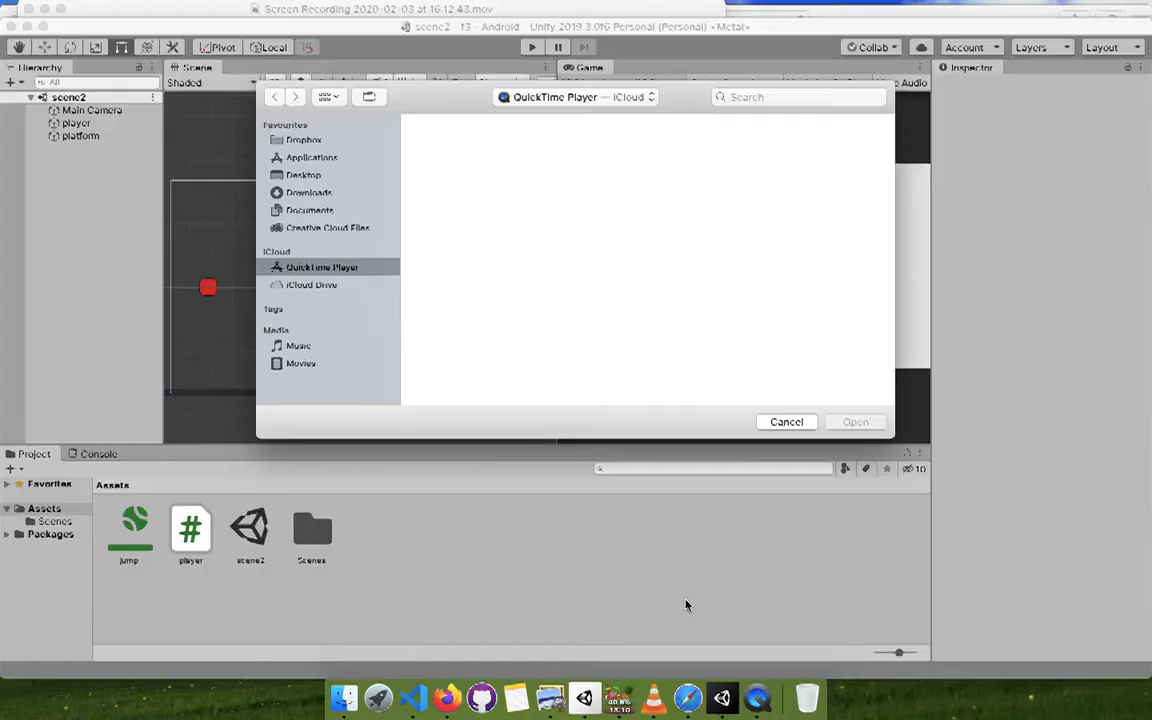 Screen Recording 2020-02-03 at 16.12.43.mov
scene2 - f3 - Android - Unity 2019.3.0f6 Personal (Personal) <Metal>
Pivot
Local
Collab
Account
Layers
Layout
Hierarchy
Scene
Game
Inspector
All
Shaded
e Audio
scene2
Main Camera
player
platform
QuickTime Player — iCloud
Search
Favourites
Dropbox
Applications
Desktop
Downloads
Documents
Creative Cloud Files
iCloud
QuickTime Player
iCloud Drive
Tags
Media
Music
Movies
Cancel
Open
Project
Console
10
Favorites
Assets
Scenes
Packages
Assets
jump
player
scene2
Scenes
#